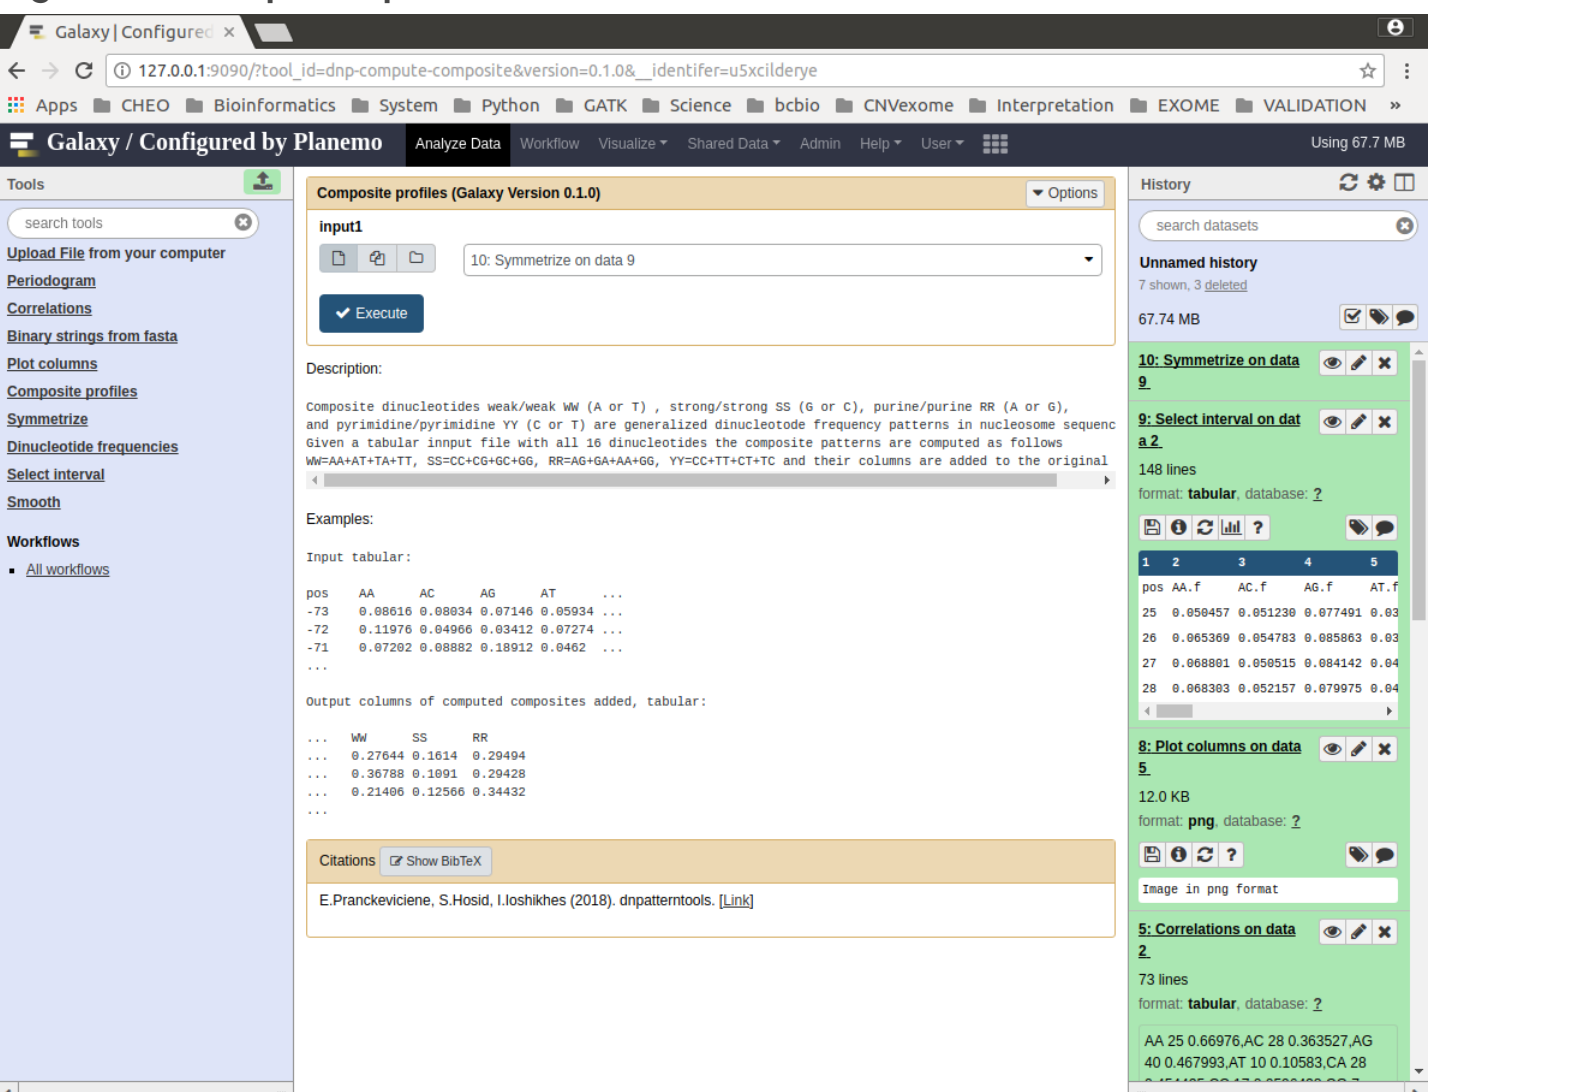 Galaxy | Configured
127.0.0.1:9090/?tool_id=dnp-compute-composite&version=0.1.0&__identifer=u5xcilderye
Apps CHEO Bioinformatics System Python GATK Science bcbio CNVexome Interpretation EXOME VALIDATION »
Galaxy / Configured by Planemo Analyze Data Workflow Visualize Shared Data Admin Help User Using 67.7 MB
Tools
search tools
Upload File from your computer
Periodogram
Correlations
Binary strings from fasta
Plot columns
Composite profiles
Symmetrize
Dinucleotide frequencies
Select interval
Smooth
Workflows
All workflows
Composite profiles (Galaxy Version 0.1.0) Options
input1
10: Symmetrize on data 9
Execute
Description:
Composite dinucleotides weak/weak WW (A or T) , strong/strong SS (G or C), purine/purine RR (A or G),
and pyrimidine/pyrimidine YY (C or T) are generalized dinucleotode frequency patterns in nucleosome sequenc
Given a tabular innput file with all 16 dinucleotides the composite patterns are computed as follows
WW=AA+AT+TA+TT, SS=CC+CG+GC+GG, RR=AG+GA+AA+GG, YY=CC+TT+CT+TC and their columns are added to the original
Examples:
Input tabular:
pos AA AC AG AT ...
-73 0.08616 0.08034 0.07146 0.05934 ...
-72 0.11976 0.04966 0.03412 0.07274 ...
-71 0.07202 0.08882 0.18912 0.0462 ...
...
Output columns of computed composites added, tabular:
... WW SS RR
... 0.27644 0.1614 0.29494
... 0.36788 0.1091 0.29428
... 0.21406 0.12566 0.34432
...
Citations Show BibTeX
E.Pranckeviciene, S.Hosid, I.Ioshikhes (2018). dnpatterntools. [Link]
History
search datasets
Unnamed history
7 shown, 3 deleted
67.74 MB
10: Symmetrize on data
9
9: Select interval on dat
a 2
148 lines
format: tabular, database: ?
1 2 3 4 5
pos AA.f AC.f AG.f AT.f
25 0.050457 0.051230 0.077491 0.03
26 0.065369 0.054783 0.085863 0.03
27 0.068801 0.050515 0.084142 0.04
28 0.068303 0.052157 0.079975 0.04
8: Plot columns on data
5
12.0 KB
format: png, database: ?
Image in png format
5: Correlations on data
2
73 lines
format: tabular, database: ?
AA 25 0.66976,AC 28 0.363527,AG
40 0.467993,AT 10 0.10583,CA 28